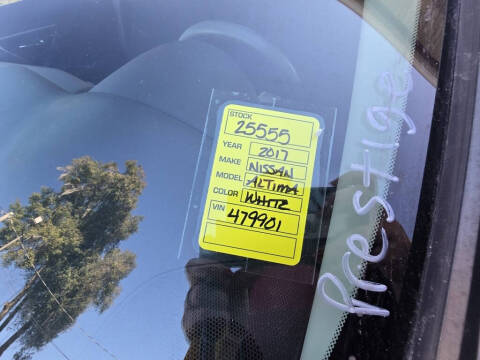 STOCK 25555
YEAR 2017
MAKE NISSAN
MODEL ALTIMA
COLOR WHITE
VIN 479901
Prestige